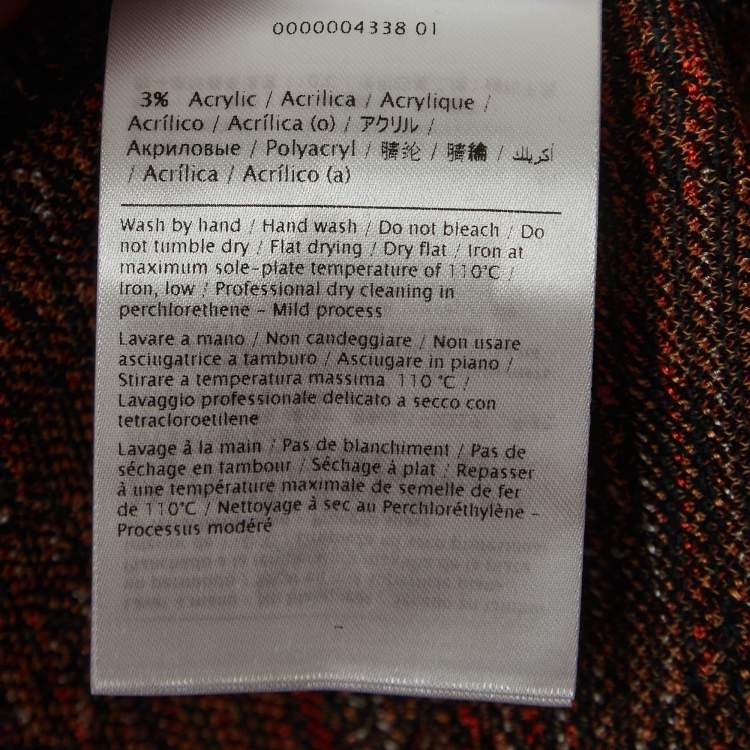 0000004338 01
3% Acrylic / Acrilica / Acrylique /
Acrílico / Acrílica (o) / アクリル /
Акриловые / Polyacryl / 腈纶 / 腈綸 / أكريلك
/ Acrílica / Acrílico (a)
Wash by hand / Hand wash / Do not bleach / Do
not tumble dry / Flat drying / Dry flat / Iron at
maximum sole-plate temperature of 110°C /
Iron, low / Professional dry cleaning in
perchlorethene - Mild process
Lavare a mano / Non candeggiare / Non usare
asciugatrice a tamburo / Asciugare in piano /
Stirare a temperatura massima 110 °C /
Lavaggio professionale delicato a secco con
tetracloroetilene
Lavage à la main / Pas de blanchiment / Pas de
séchage en tambour / Séchage à plat / Repasser
à une température maximale de semelle de fer
de 110°C / Nettoyage à sec au Perchloréthylène -
Processus modéré